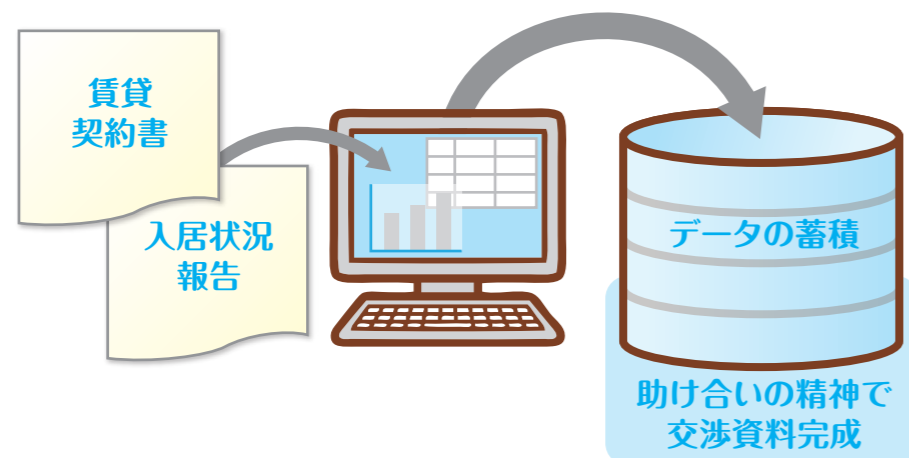 賃貸
契約書
入居状況
報告
データの蓄積
助け合いの精神で
交渉資料完成